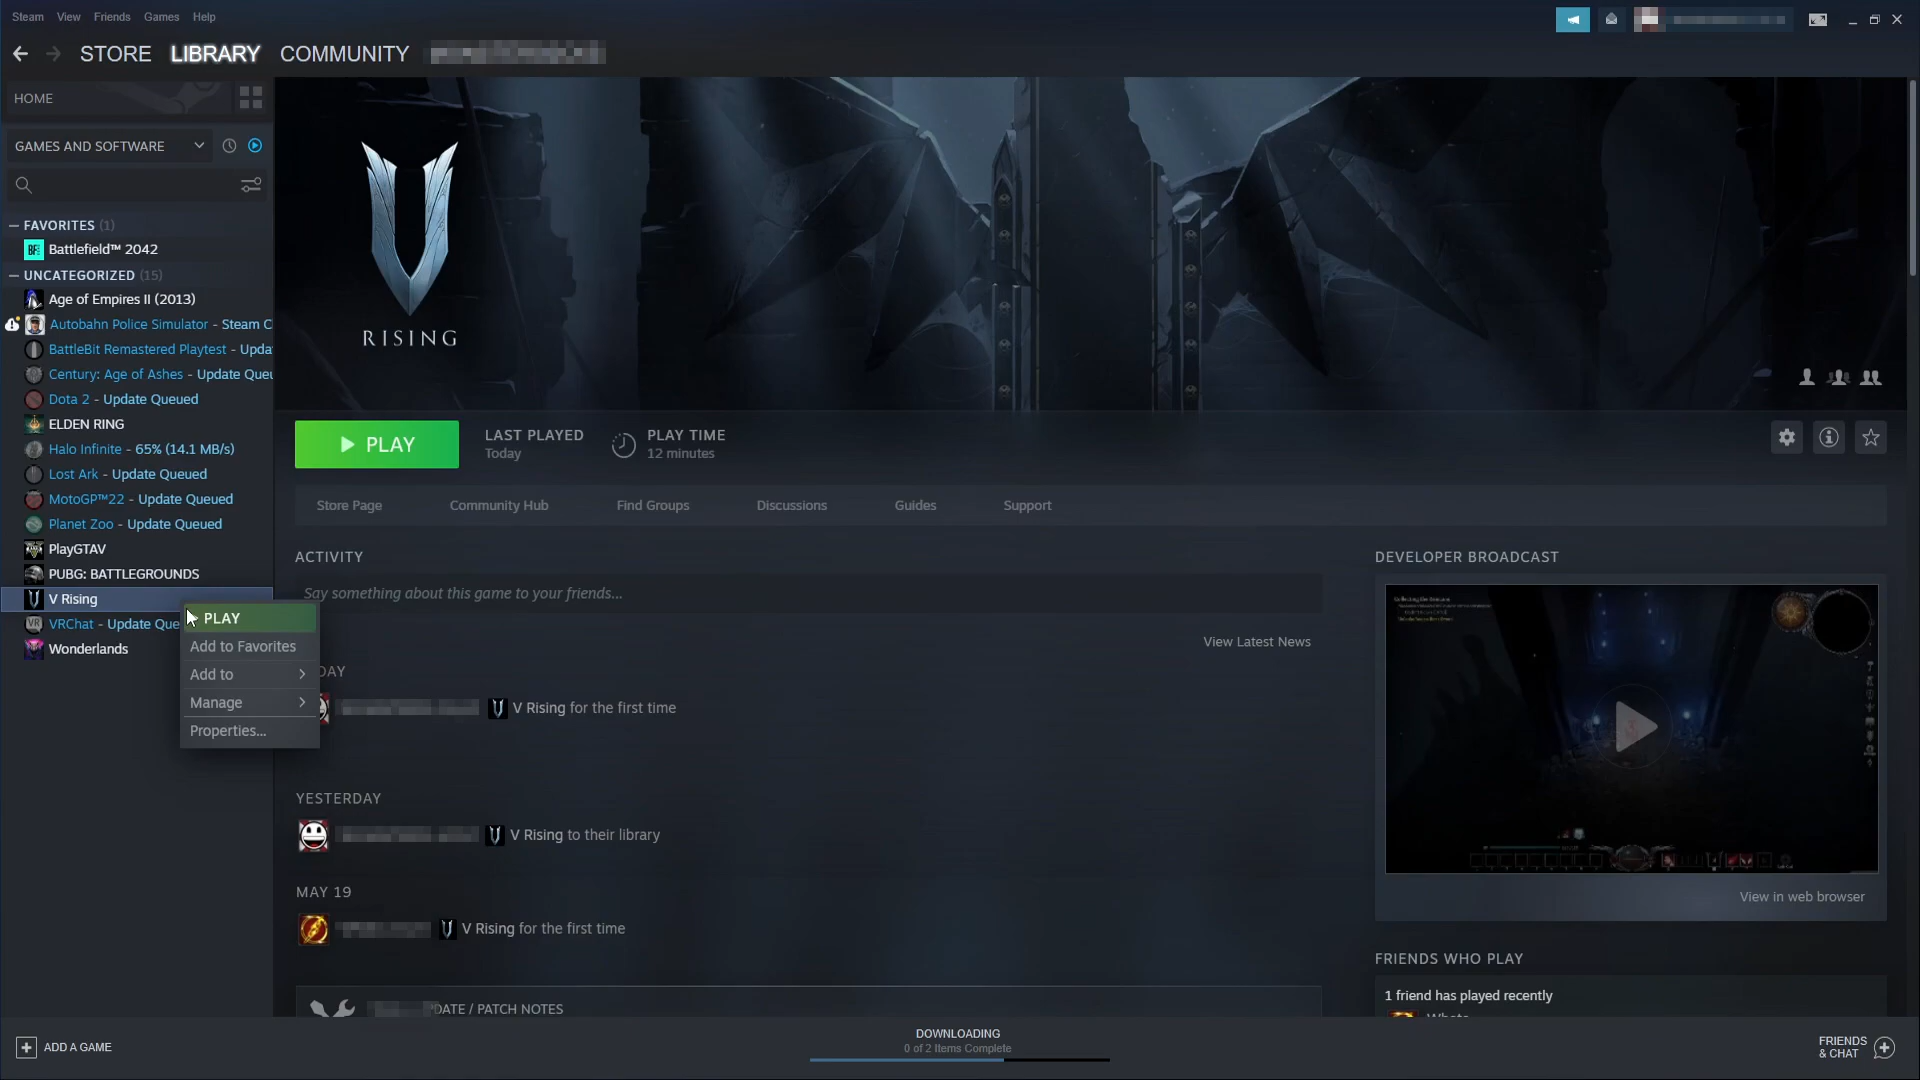 Steam View Friends Games Help
STORE LIBRARY COMMUNITY
HOME
GAMES AND SOFTWARE
FAVORITES (1)
Battlefield™ 2042
UNCATEGORIZED (15)
Age of Empires II (2013)
Autobahn Police Simulator - Steam C
BattleBit Remastered Playtest - Upda
Century: Age of Ashes - Update Queu
Dota 2 - Update Queued
ELDEN RING
Halo Infinite - 65% (14.1 MB/s)
Lost Ark - Update Queued
MotoGP™22 - Update Queued
Planet Zoo - Update Queued
PlayGTAV
PUBG: BATTLEGROUNDS
V Rising
VRChat - Update Que
Wonderlands
PLAY
Add to Favorites
Add to
Manage
Properties...
RISING
PLAY
LAST PLAYED
Today
PLAY TIME
12 minutes
Store Page Community Hub Find Groups Discussions Guides Support
ACTIVITY
Say something about this game to your friends...
View Latest News
DAY
V Rising for the first time
YESTERDAY
V Rising to their library
MAY 19
V Rising for the first time
DATE / PATCH NOTES
DEVELOPER BROADCAST
View in web browser
FRIENDS WHO PLAY
1 friend has played recently
ADD A GAME
DOWNLOADING
0 of 2 Items Complete
FRIENDS
& CHAT